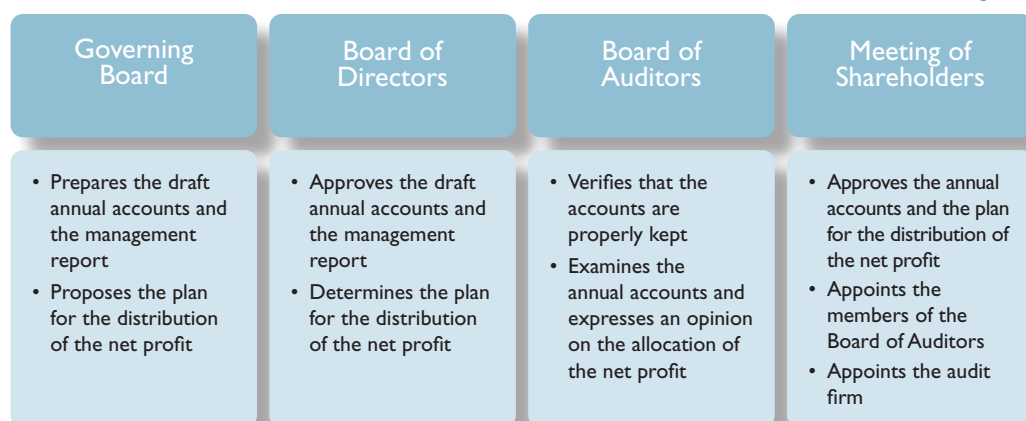 Governing
Board
Board of
Directors
Board of
Auditors
Meeting of
Shareholders
• Prepares the draft
annual accounts and
the management
report
• Proposes the plan
for the distribution
of the net profit
• Approves the draft
annual accounts and
the management
report
• Determines the plan
for the distribution
of the net profit
• Verifies that the
accounts are
properly kept
• Examines the
annual accounts and
expresses an opinion
on the allocation of
the net profit
• Approves the annual
accounts and the plan
for the distribution of
the net profit
• Appoints the
members of the
Board of Auditors
• Appoints the audit
firm